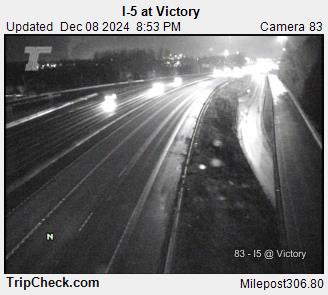 I-5 at Victory
Updated Dec 08 2024 8:53 PM Camera 83
T
N
83 - I5 @ Victory
TripCheck.com Milepost306.80